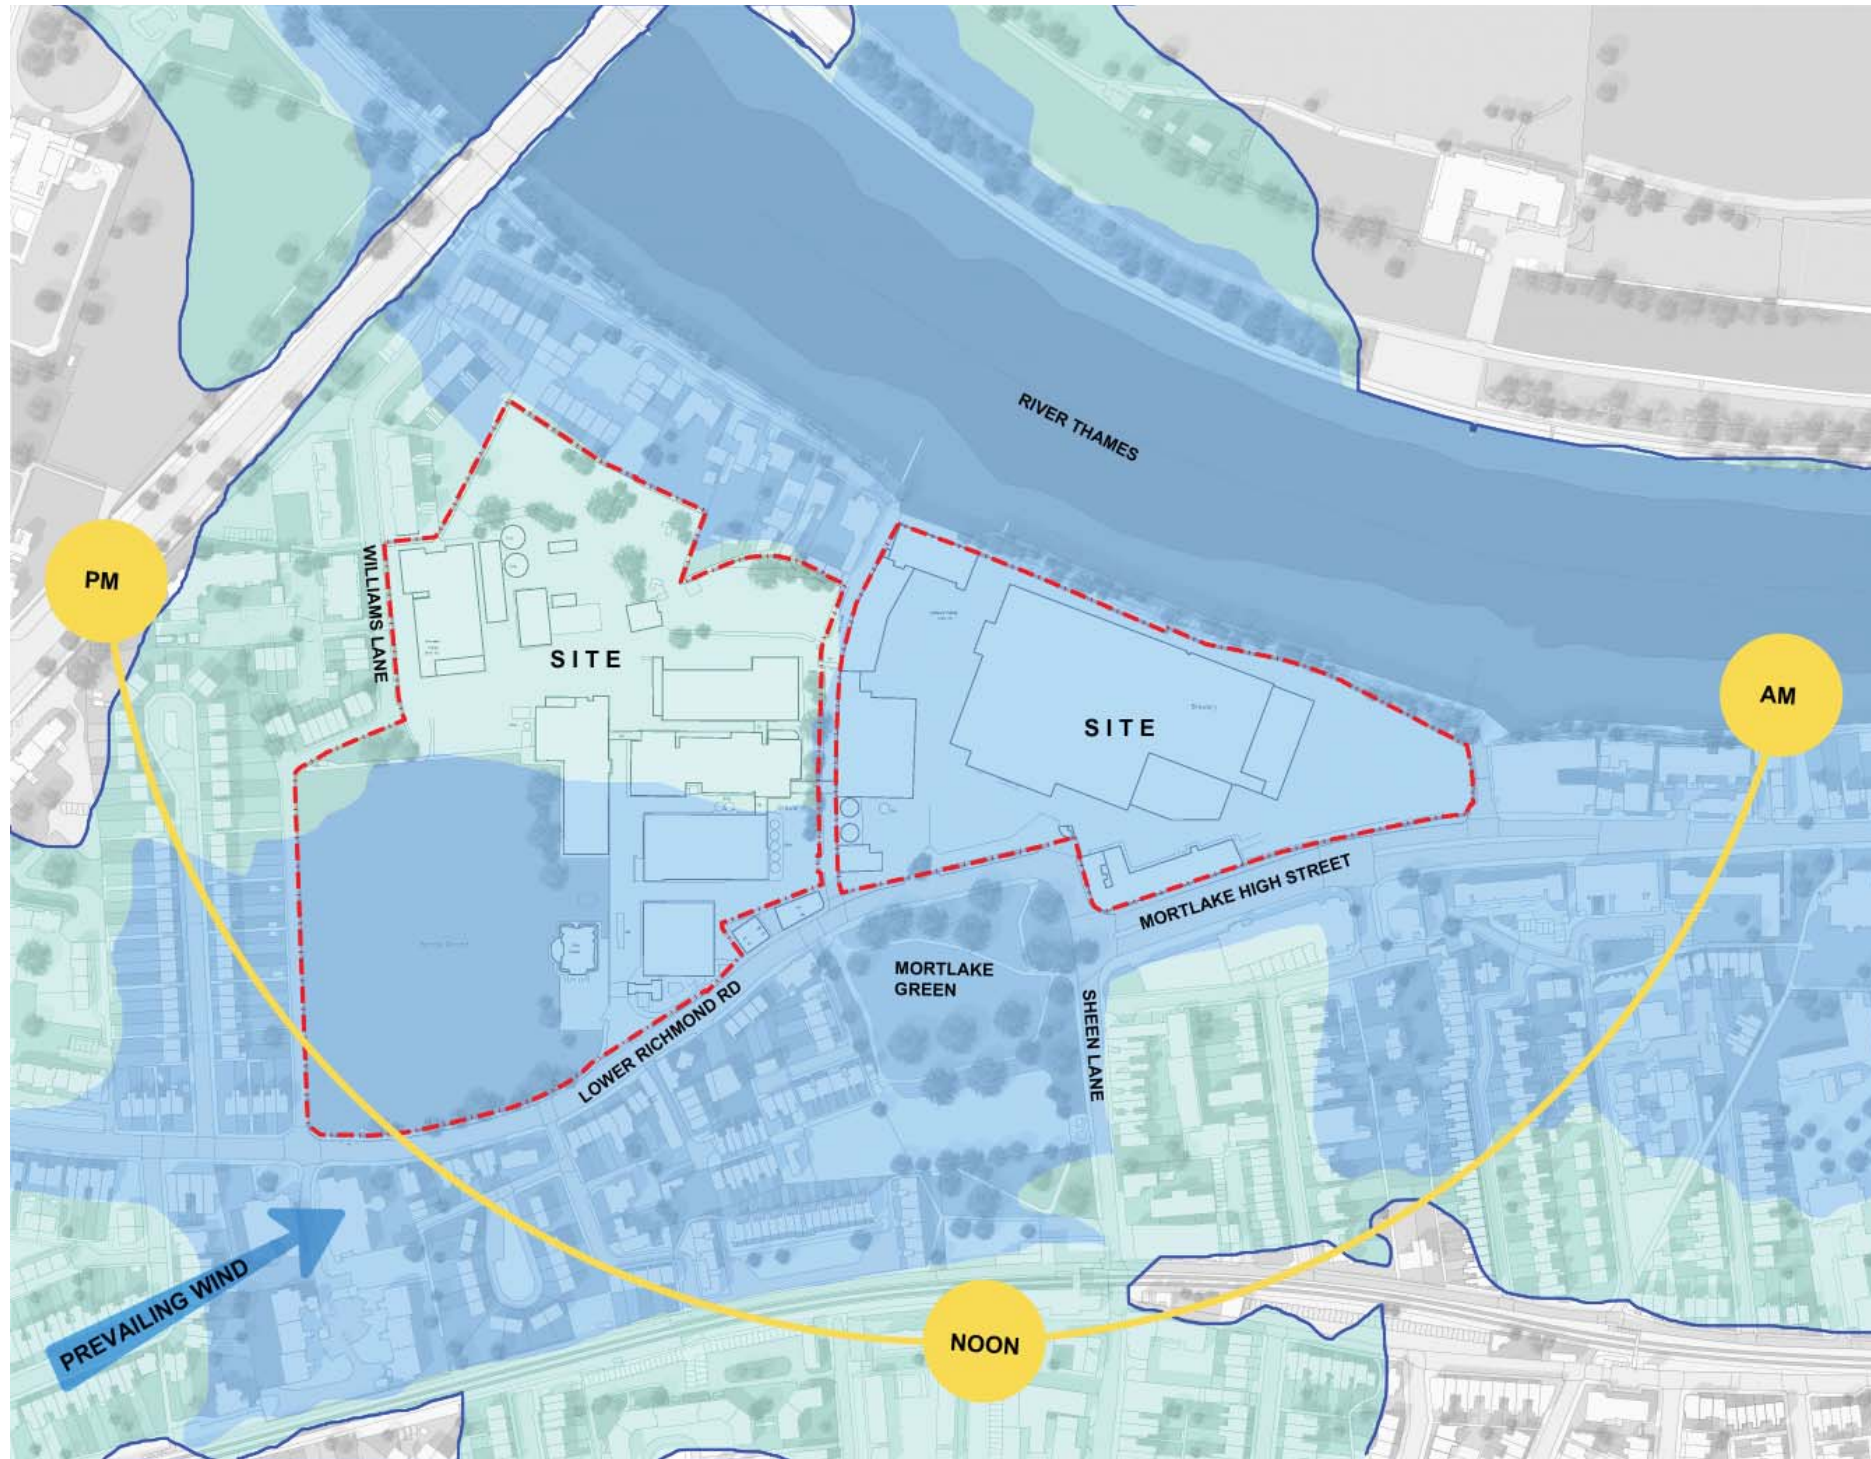 RIVER THAMES
PM
WILLIAMS LANE
SITE
AM
SITE
MORTLAKE HIGH STREET
MORTLAKE
GREEN
LOWER RICHMOND RD
SHEEN LANE
PREVAILING WIND
NOON